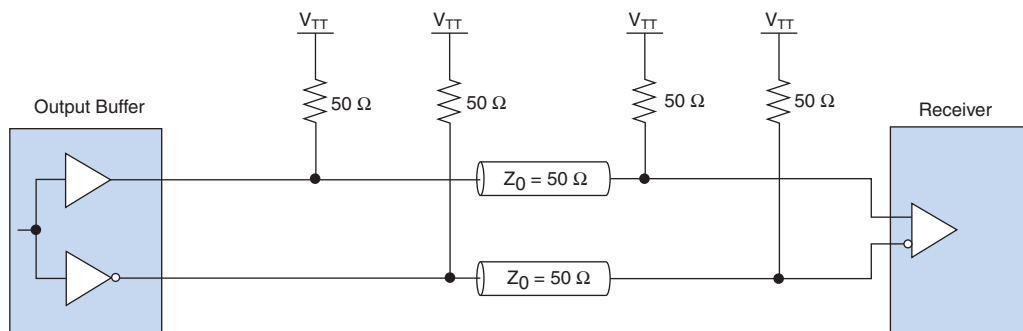 V_TT V_TT V_TT V_TT
50 Ω 50 Ω 50 Ω 50 Ω
Output Buffer
Receiver
Z_0 = 50 Ω
Z_0 = 50 Ω